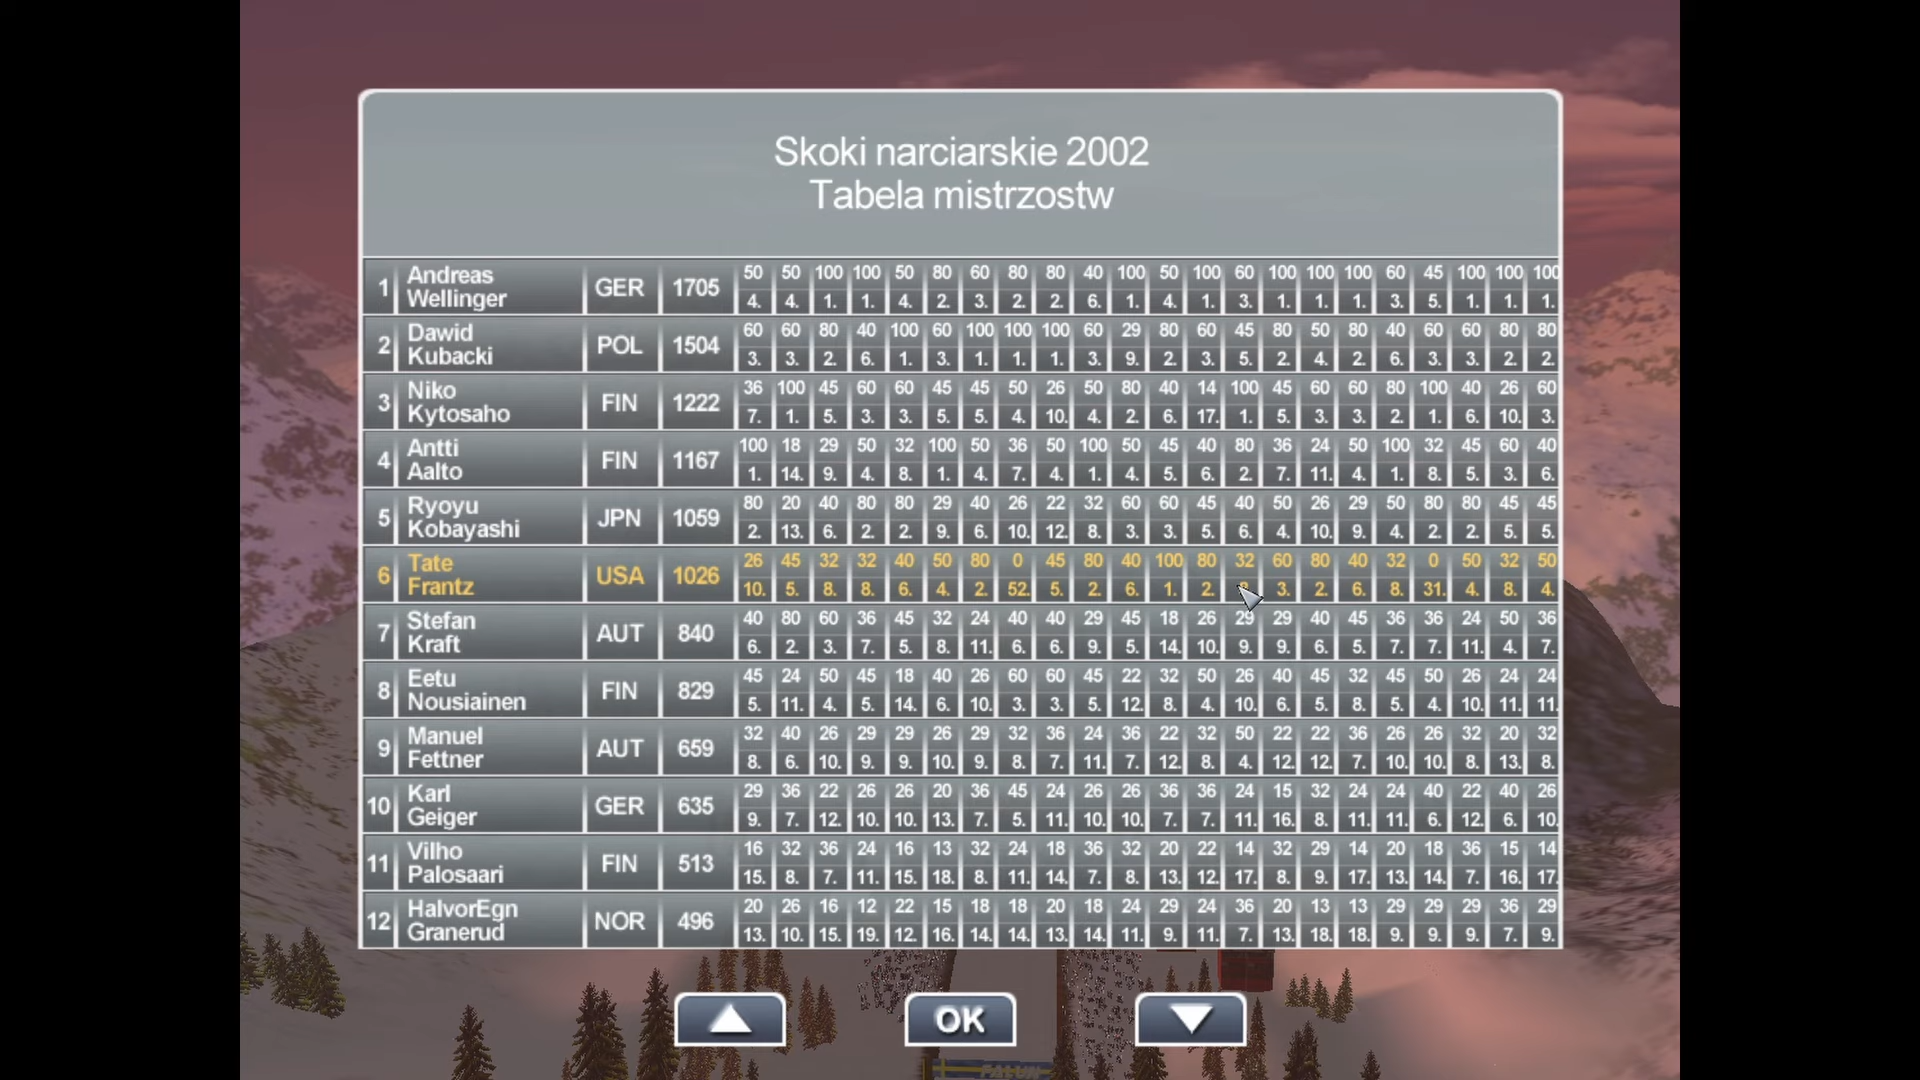 Skoki narciarskie 2002
Tabela mistrzostw
1 Andreas Wellinger GER 1705 50 50 100 100 50 80 60 80 80 40 100 50 100 60 100 100 100 60 45 100 100 100
4. 4. 1. 1. 4. 2. 3. 2. 2. 6. 1. 4. 1. 3. 1. 1. 1. 3. 5. 1. 1. 1.
2 Dawid Kubacki POL 1504 60 60 80 40 100 60 100 100 100 60 29 80 60 45 80 50 80 40 60 60 80 80
3. 3. 2. 6. 1. 3. 1. 1. 1. 3. 9. 2. 3. 5. 2. 4. 2. 6. 3. 3. 2. 2.
3 Niko Kytosaho FIN 1222 36 100 45 60 60 45 45 50 26 50 80 40 14 100 45 60 60 80 100 40 26 60
7. 1. 5. 3. 3. 5. 5. 4. 10. 4. 2. 6. 17. 1. 5. 3. 3. 2. 1. 6. 10. 3.
4 Antti Aalto FIN 1167 100 18 29 50 32 100 50 36 50 100 50 45 40 80 36 24 50 100 32 45 60 40
1. 14. 9. 4. 8. 1. 4. 7. 4. 1. 4. 5. 6. 2. 7. 11. 4. 1. 8. 5. 3. 6.
5 Ryoyu Kobayashi JPN 1059 80 20 40 80 80 29 40 26 22 32 60 60 45 40 50 26 29 50 80 80 45 45
2. 13. 6. 2. 2. 9. 6. 10. 12. 8. 3. 3. 5. 6. 4. 10. 9. 4. 2. 2. 5. 5.
6 Tate Frantz USA 1026 26 45 32 32 40 50 80 0 45 80 40 100 80 32 60 80 40 32 0 50 32 50
10. 5. 8. 8. 6. 4. 2. 52. 5. 2. 6. 1. 2. 3. 2. 6. 8. 31. 4. 8. 4.
7 Stefan Kraft AUT 840 40 80 60 36 45 32 24 40 40 29 45 18 26 29 29 40 45 36 36 24 50 36
6. 2. 3. 7. 5. 8. 11. 6. 6. 9. 5. 14. 10. 9. 9. 6. 5. 7. 7. 11. 4. 7.
8 Eetu Nousiainen FIN 829 45 24 50 45 18 40 26 60 60 45 22 32 50 26 40 45 32 45 50 26 24 24
5. 11. 4. 5. 14. 6. 10. 3. 3. 5. 12. 8. 4. 10. 6. 5. 8. 5. 4. 10. 11. 11.
9 Manuel Fettner AUT 659 32 40 26 29 29 26 29 32 36 24 36 22 32 50 22 22 36 26 26 32 20 32
8. 6. 10. 9. 9. 10. 9. 8. 7. 11. 7. 12. 8. 4. 12. 12. 7. 10. 10. 8. 13. 8.
10 Karl Geiger GER 635 29 36 22 26 26 20 36 45 24 26 26 36 36 24 15 32 24 24 40 22 40 26
9. 7. 12. 10. 10. 13. 7. 5. 11. 10. 10. 7. 7. 11. 16. 8. 11. 11. 6. 12. 6. 10.
11 Vilho Palosaari FIN 513 16 32 36 24 16 13 32 24 18 36 32 20 22 14 32 29 14 20 18 36 15 14
15. 8. 7. 11. 15. 18. 8. 11. 14. 7. 8. 13. 12. 17. 8. 9. 17. 13. 14. 7. 16. 17.
12 HalvorEgn Granerud NOR 496 20 26 16 12 22 15 18 18 20 18 24 29 24 36 20 13 13 29 29 29 36 29
13. 10. 15. 19. 12. 16. 14. 14. 13. 14. 11. 9. 11. 7. 13. 18. 18. 9. 9. 9. 7. 9.
OK
FALUN